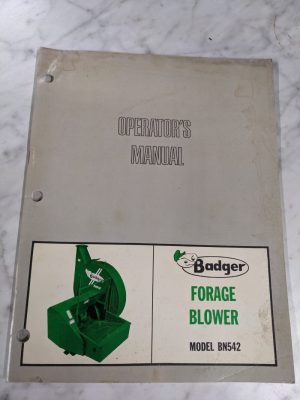 OPERATOR'S
MANUAL
Badger
FORAGE
BLOWER
MODEL BN542